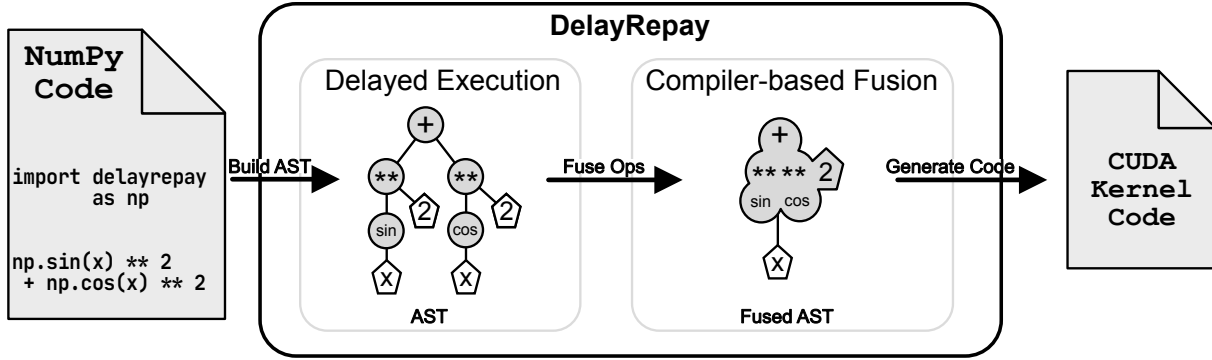 DelayRepay
NumPy
Code
import delayrepay
as np
np.sin(x) ** 2
+ np.cos(x) ** 2
Build AST
Delayed Execution
+
** **
2 2
sin cos
x x
AST
Fuse Ops
Compiler-based Fusion
+
** ** 2
sin cos
x
Fused AST
Generate Code
CUDA
Kernel
Code